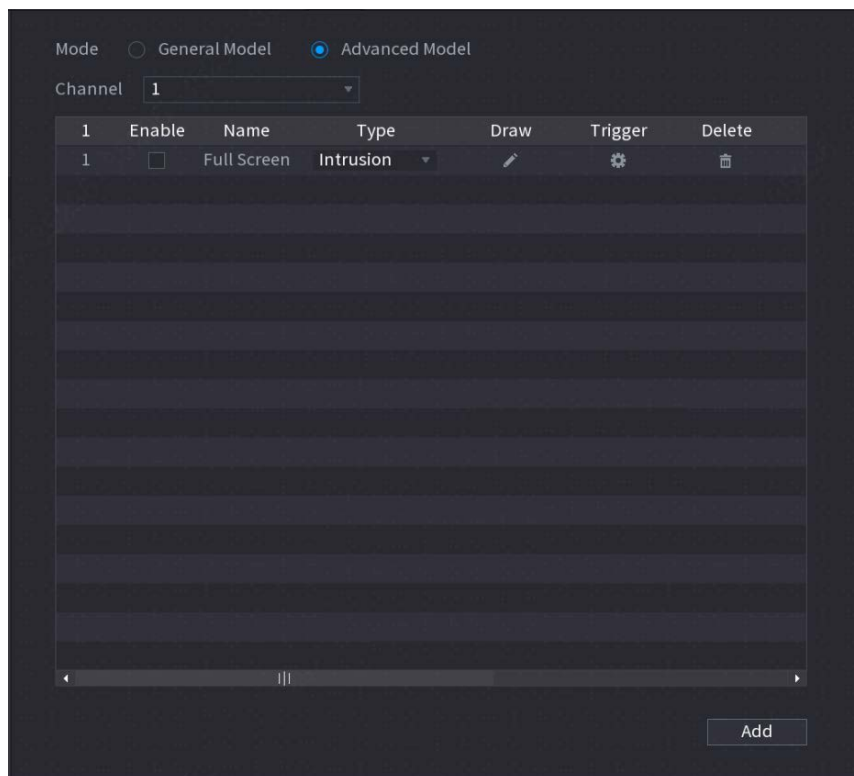 Mode General Model Advanced Model
Channel 1
1 Enable Name Type Draw Trigger Delete
1 Full Screen Intrusion
Add